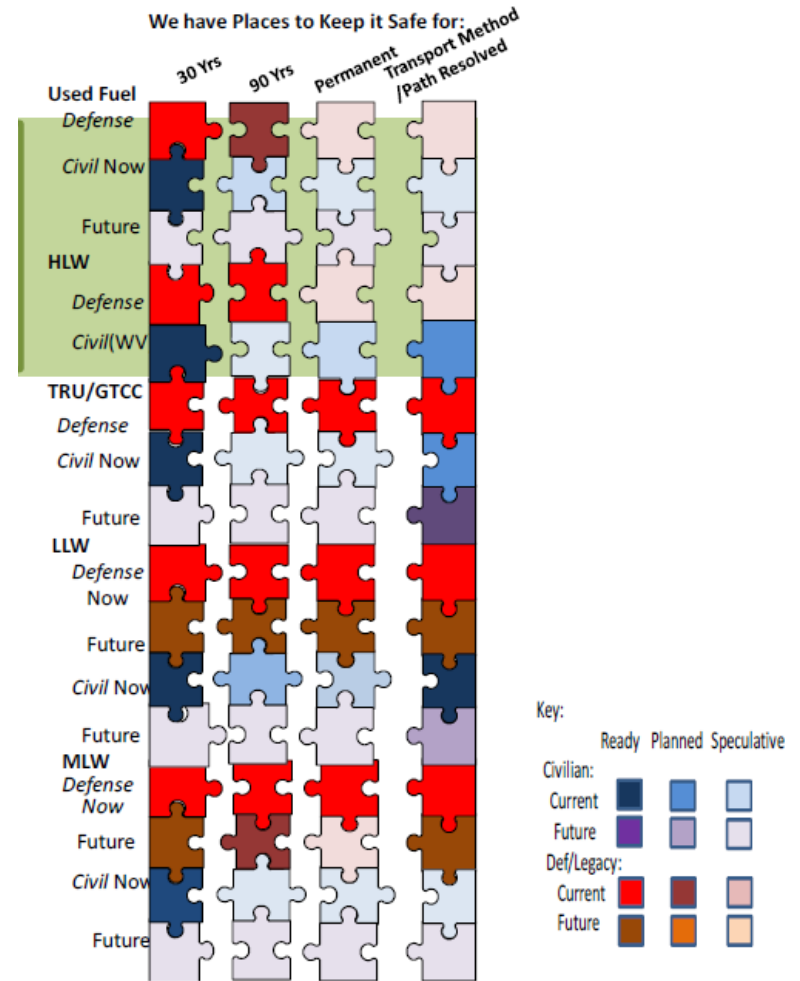 We have Places to Keep it Safe for:
30 Yrs
90 Yrs
Permanent
Transport Method
/Path Resolved
Used Fuel
Defense
Civil Now
Future
HLW
Defense
Civil(WV
TRU/GTCC
Defense
Civil Now
Future
LLW
Defense
Now
Future
Civil Now
Future
MLW
Defense
Now
Future
Civil Now
Future
Key:
Ready Planned Speculative
Civilian:
Current
Future
Def/Legacy:
Current
Future